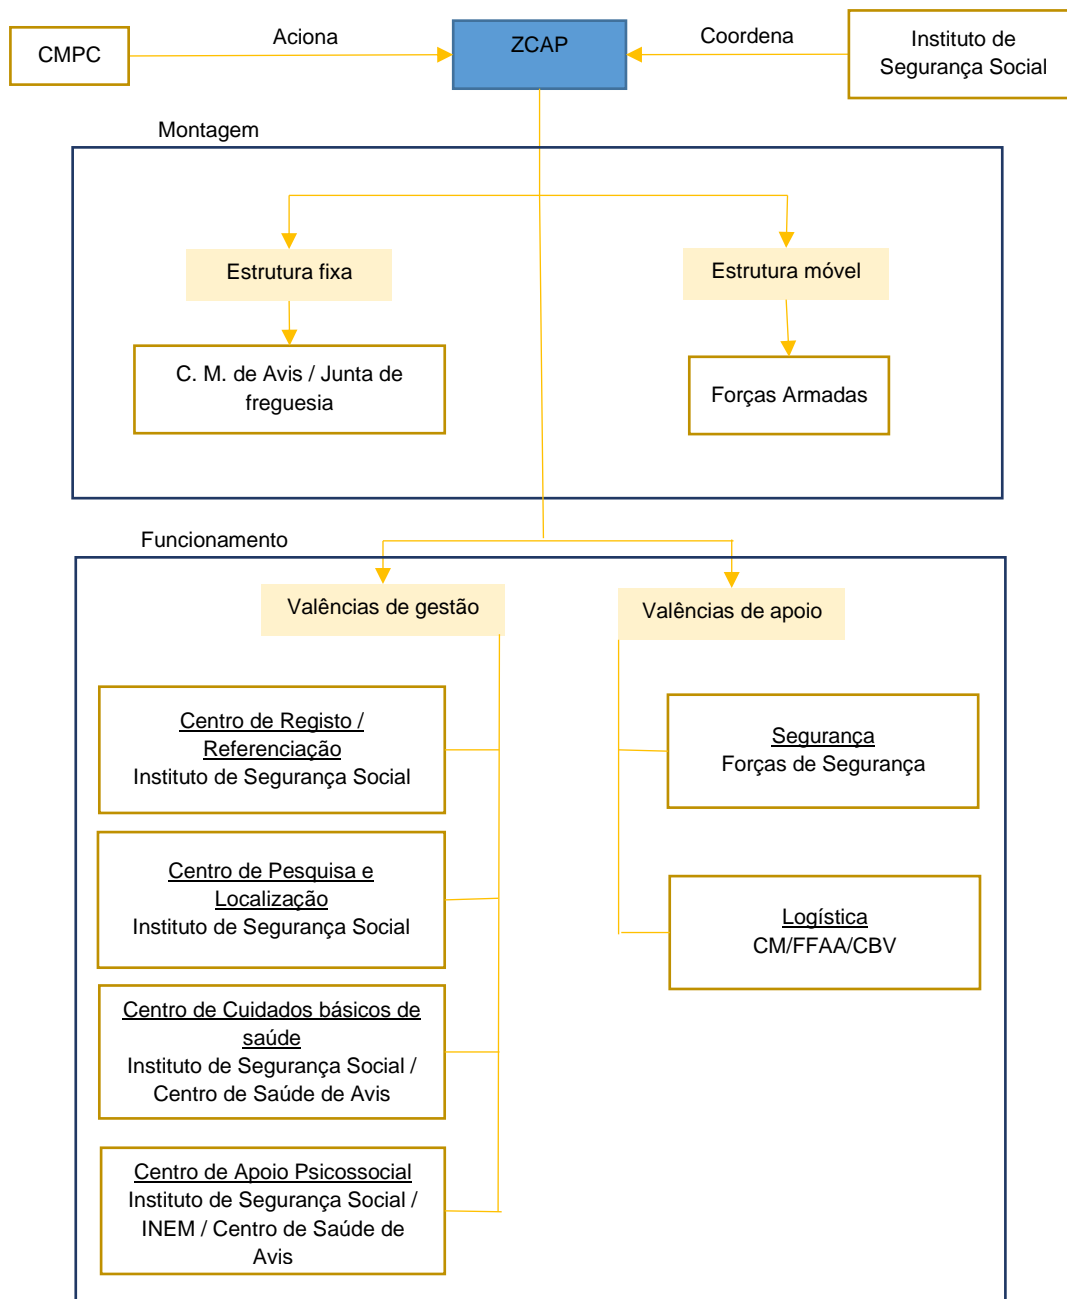 CMPC
Aciona
ZCAP
Coordena
Instituto de
Segurança Social
Montagem
Estrutura fixa
Estrutura móvel
C. M. de Avis / Junta de
freguesia
Forças Armadas
Funcionamento
Valências de gestão
Valências de apoio
Centro de Registo /
Referenciação
Instituto de Segurança Social
Segurança
Forças de Segurança
Centro de Pesquisa e
Localização
Instituto de Segurança Social
Logística
CM/FFAA/CBV
Centro de Cuidados básicos de
saúde
Instituto de Segurança Social /
Centro de Saúde de Avis
Centro de Apoio Psicossocial
Instituto de Segurança Social /
INEM / Centro de Saúde de
Avis